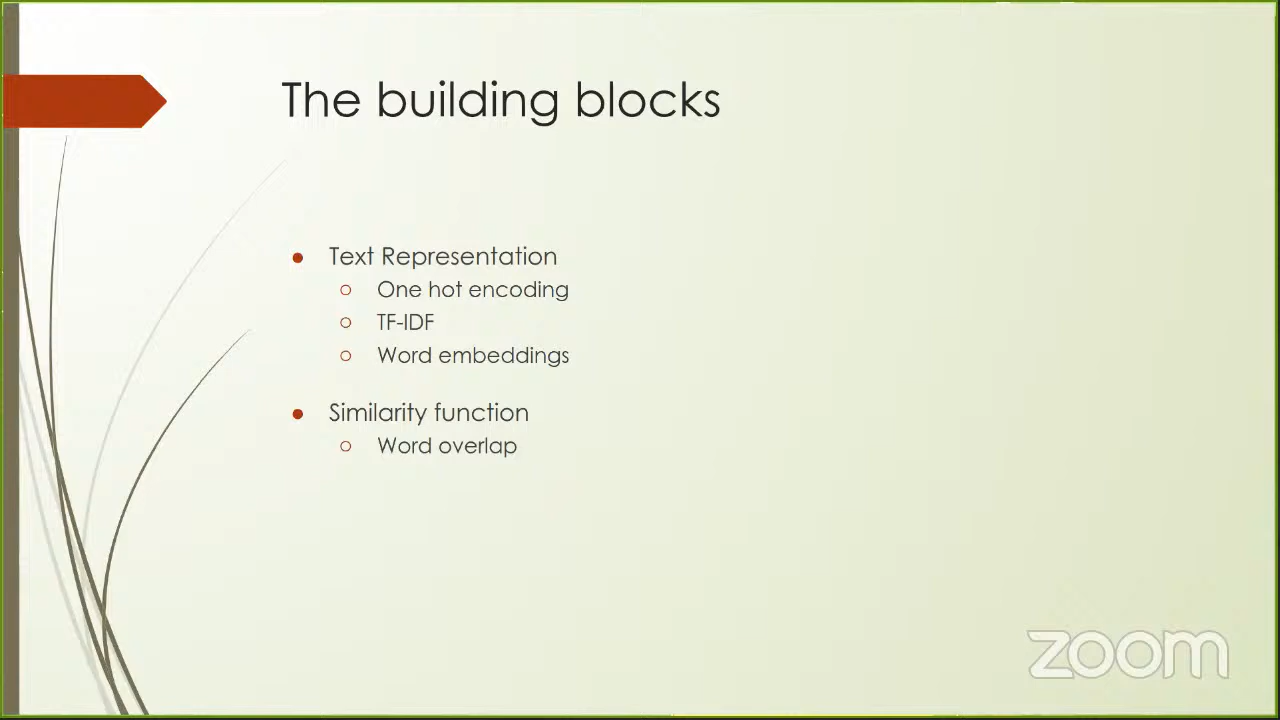 The building blocks
Text Representation
One hot encoding
TF-IDF
Word embeddings
Similarity function
Word overlap
zoom